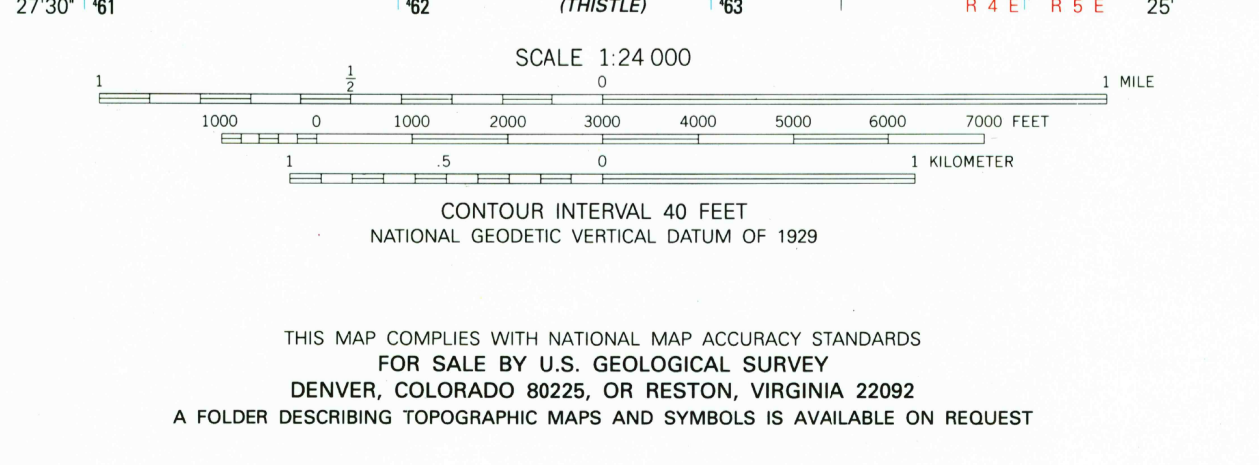 27'30" ⁴61 ⁴62 (THISTLE) ⁴63 R 4 E R 5 E 25'
SCALE 1:24 000
1 1/2 0 1 MILE
1000 0 1000 2000 3000 4000 5000 6000 7000 FEET
1 .5 0 1 KILOMETER
CONTOUR INTERVAL 40 FEET
NATIONAL GEODETIC VERTICAL DATUM OF 1929
THIS MAP COMPLIES WITH NATIONAL MAP ACCURACY STANDARDS
FOR SALE BY U.S. GEOLOGICAL SURVEY
DENVER, COLORADO 80225, OR RESTON, VIRGINIA 22092
A FOLDER DESCRIBING TOPOGRAPHIC MAPS AND SYMBOLS IS AVAILABLE ON REQUEST